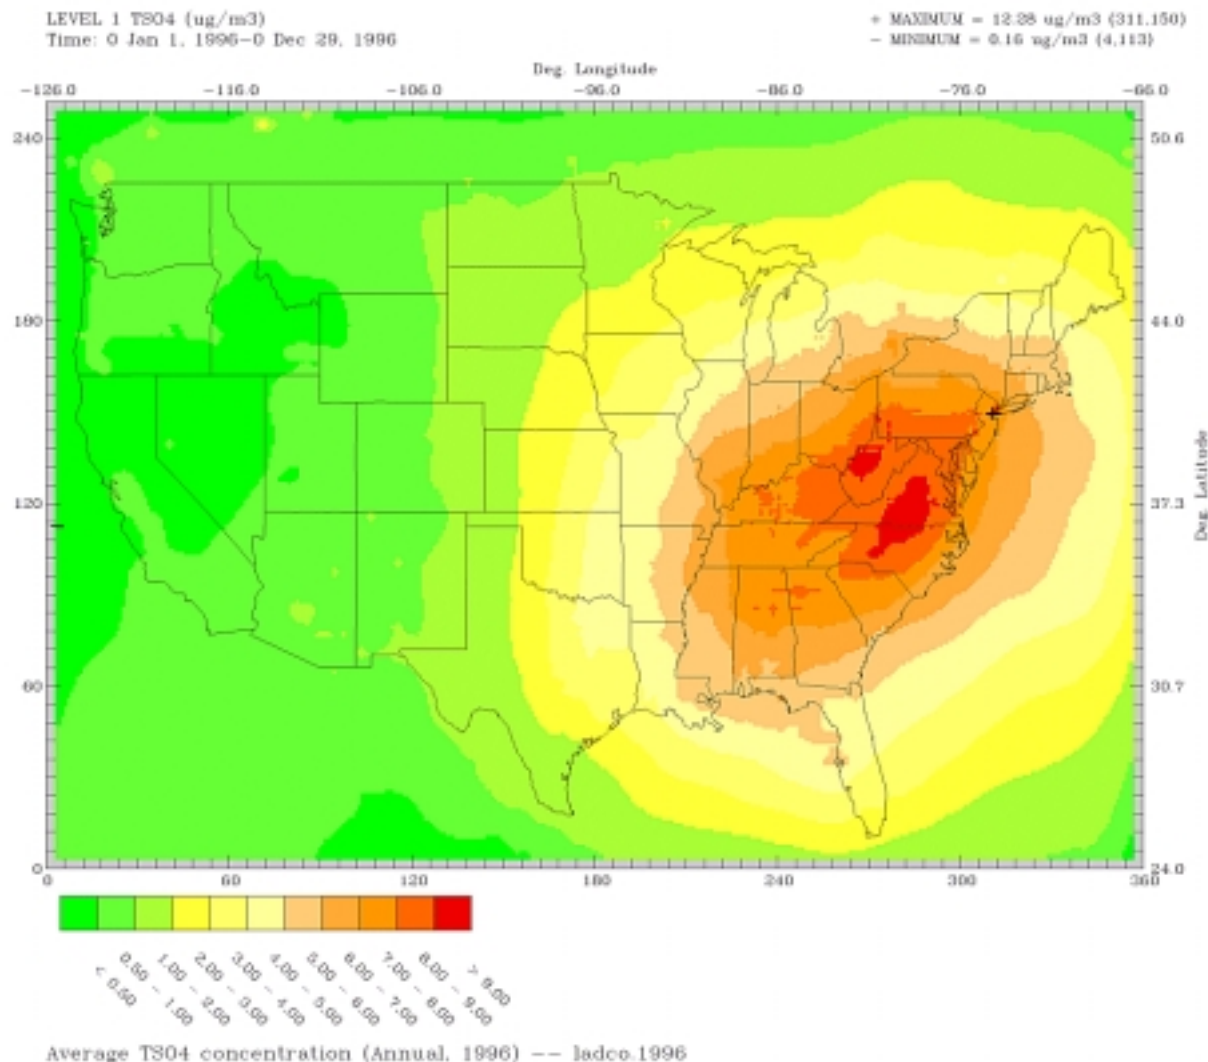 LEVEL 1 TSO4 (ug/m3)
Time: 0 Jan 1, 1996-0 Dec 29, 1996
+ MAXIMUM = 12.28 ug/m3 (311,150)
- MINIMUM = 0.16 ug/m3 (4,113)
Deg. Longitude
-126.0 -116.0 -106.0 -96.0 -86.0 -76.0 -66.0
240 50.6
180 44.0
120 37.3
60 30.7
0 24.0
Deg. Latitude
0 60 120 180 240 300 360
< 0.50
0.50 - 1.00
1.00 - 2.00
2.00 - 3.00
3.00 - 4.00
4.00 - 5.00
5.00 - 6.00
6.00 - 7.00
7.00 - 8.00
8.00 - 9.00
> 9.00
Average TSO4 concentration (Annual, 1996) -- ladco.1996